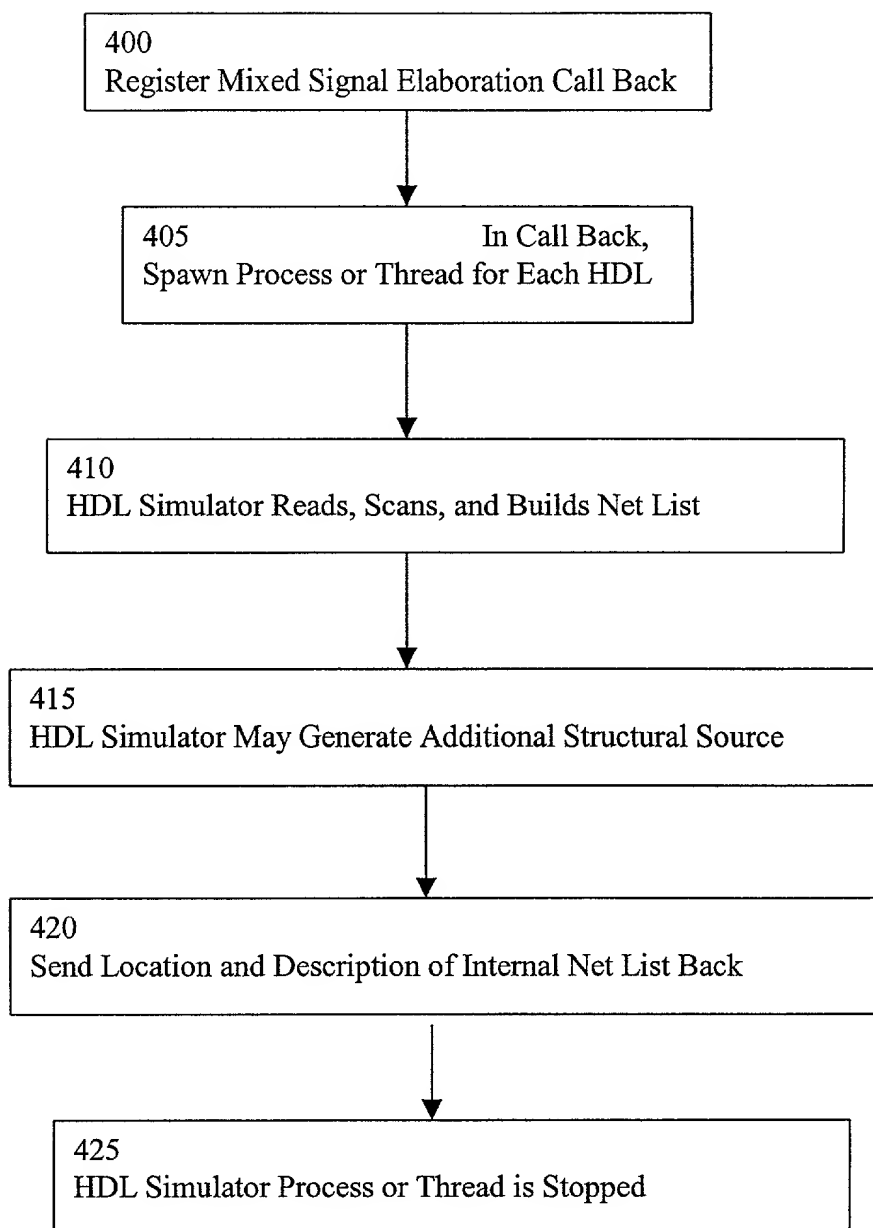 400
Register Mixed Signal Elaboration Call Back
405 In Call Back,
Spawn Process or Thread for Each HDL
410
HDL Simulator Reads, Scans, and Builds Net List
415
HDL Simulator May Generate Additional Structural Source
420
Send Location and Description of Internal Net List Back
425
HDL Simulator Process or Thread is Stopped